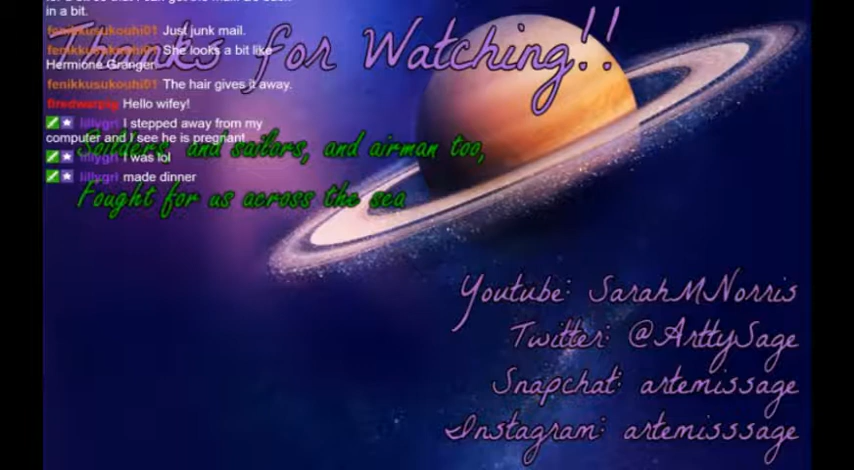 in a bit.
fenikkusukouhi01 Just junk mail.
Thanks for Watching!!
fenikkusukouhi01 She looks a bit like
Hermione Granger
fenikkusukouhi01 The hair gives it away.
firedwarpig Hello wifey!
lillygrl I stepped away from my
computer and I see he is pregnant
Soldiers, and sailors, and airman too,
lillygrl I was lol
lillygrl made dinner
Fought for us across the sea
Youtube: SarahMNorris
Twitter: @ArttySage
Snapchat: artemissage
Instagram: artemisssage